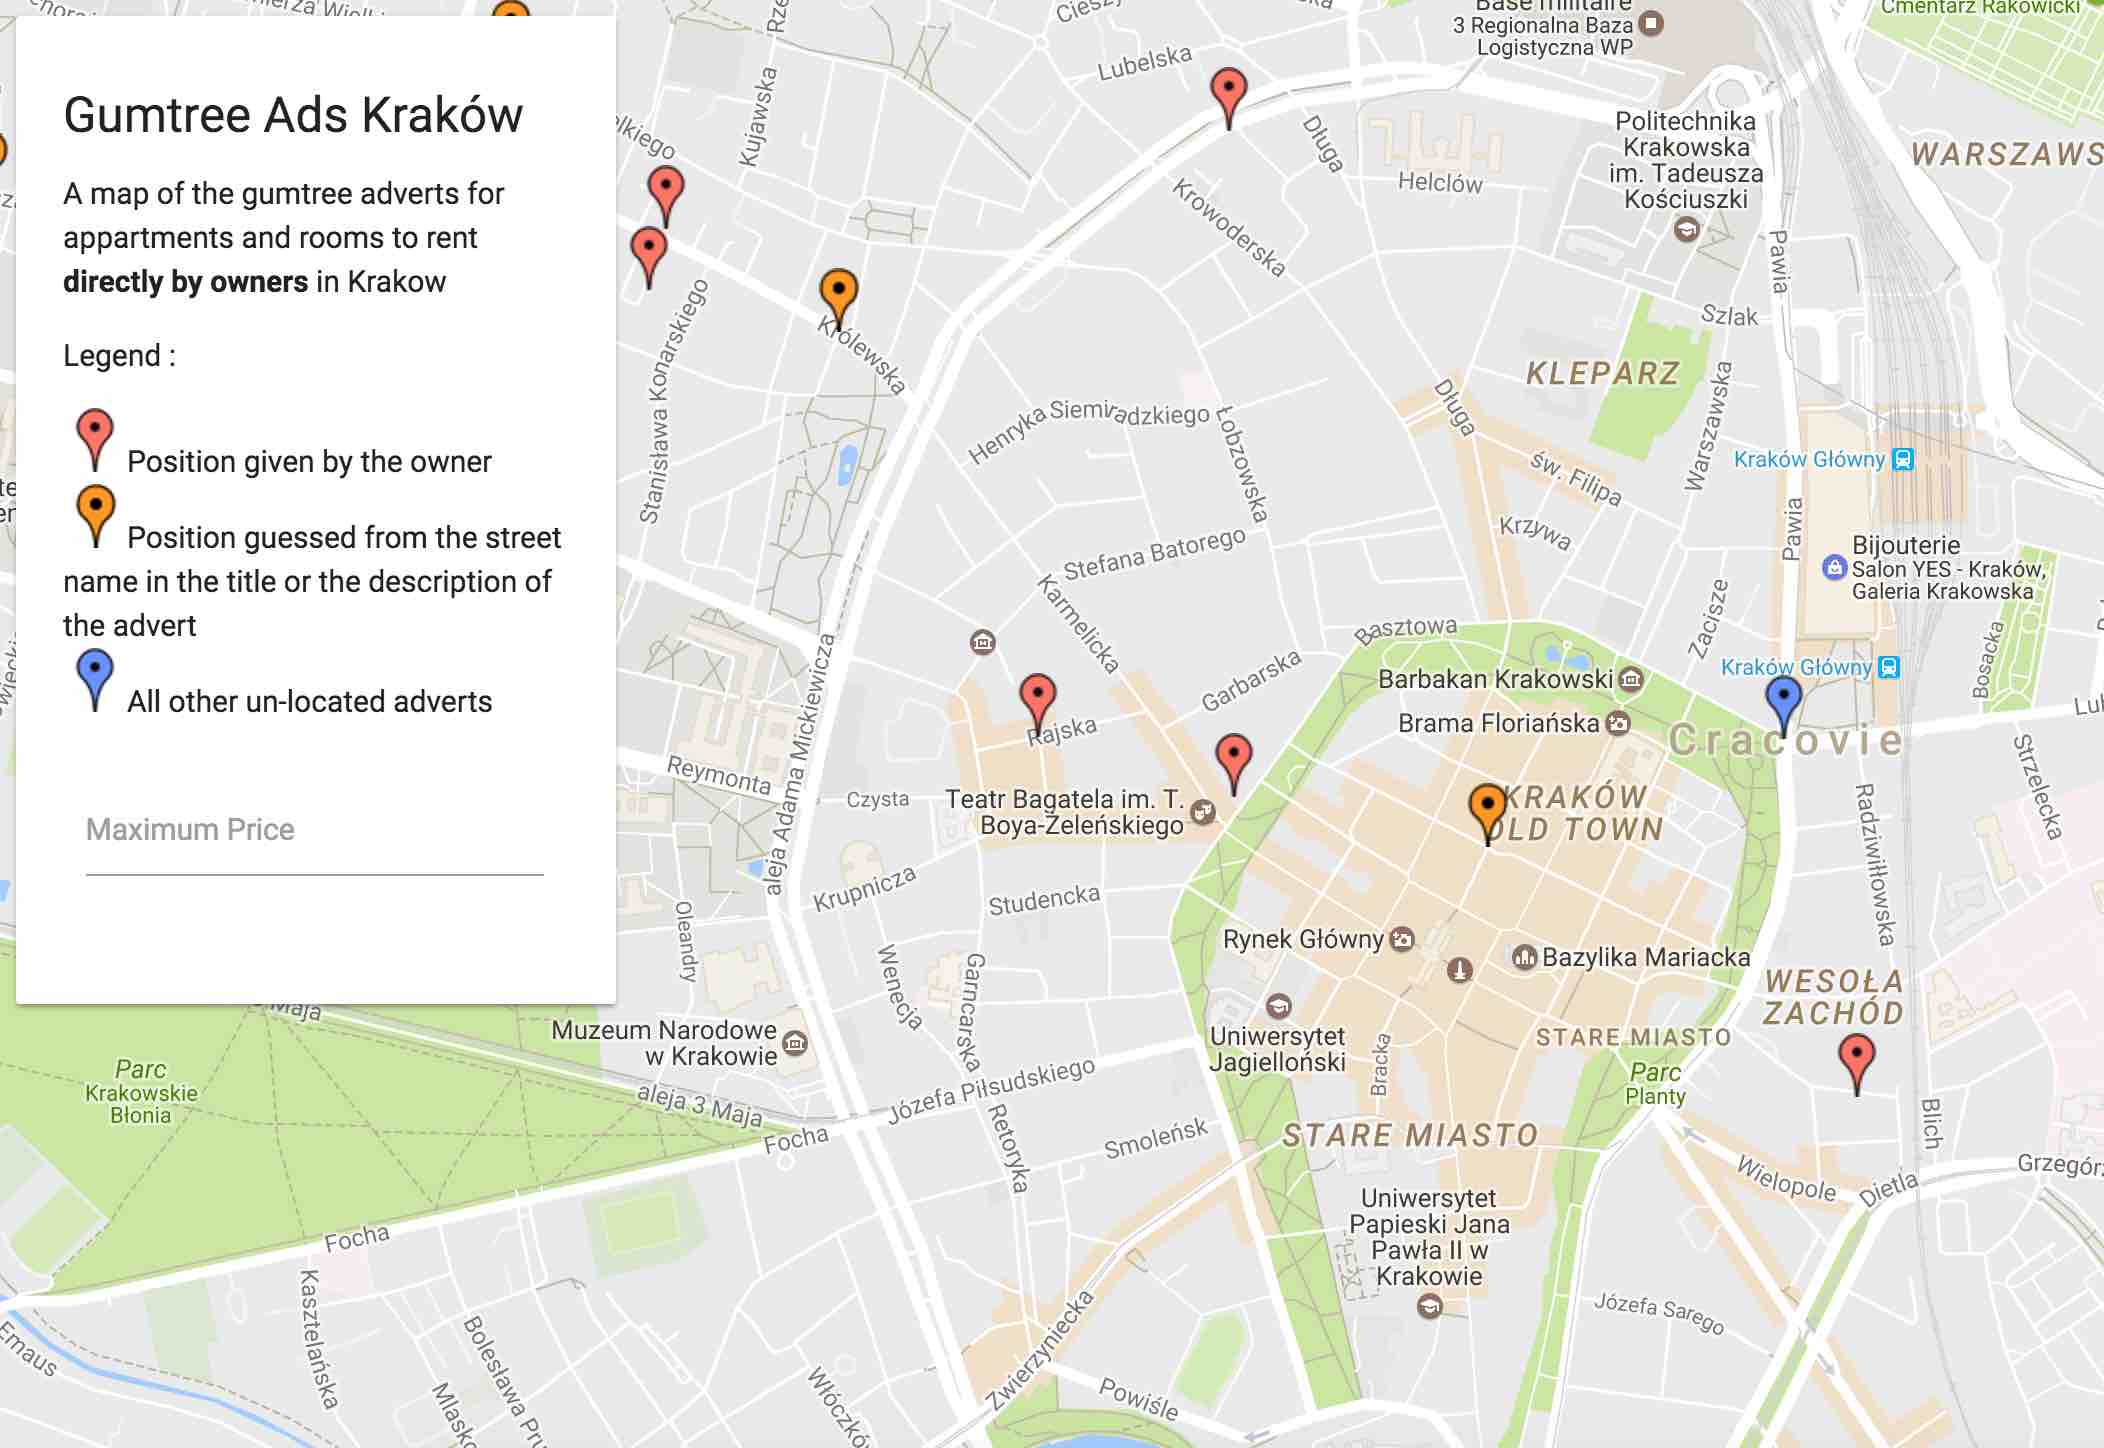 Gumtree Ads Kraków
A map of the gumtree adverts for
appartments and rooms to rent
directly by owners in Krakow
Legend :
Position given by the owner
Position guessed from the street
name in the title or the description of
the advert
All other un-located adverts
Maximum Price
Lubelska
Kujawska
Długa
Helclów
Krowoderska
3 Regionalna Baza
Logistyczna WP
Cmentarz Rakowicki
Politechnika
Krakowska
im. Tadeusza
Kościuszki
Pawia
Szlak
KLEPARZ
Warszawska
Królewska
Stanisława Konarskiego
Henryka Siemiradzkiego
Łobzowska
Długa
św. Filipa
Krzywa
Kraków Główny
Pawia
Bijouterie
Salon YES - Kraków,
Galeria Krakowska
Stefana Batorego
Karmelicka
Garbarska
Basztowa
Zacisze
Bosacka
Kraków Główny
Barbakan Krakowski
Brama Floriańska
Cracovie
Rajska
Reymonta
aleja Adama Mickiewicza
Czysta
Teatr Bagatela im. T.
Boya-Żeleńskiego
KRAKÓW
OLD TOWN
Radziwiłłowska
Strzelecka
Krupnicza
Studencka
Oleandry
Wenecja
Garncarska
Rynek Główny
Bazylika Mariacka
WESOŁA
ZACHÓD
Uniwersytet
Jagielloński
Bracka
STARE MIASTO
Parc
Planty
Muzeum Narodowe
w Krakowie
3 Maja
Parc
Krakowskie
Błonia
aleja 3 Maja
Focha
Józefa Piłsudskiego
Retoryka
Smoleńsk
STARE MIASTO
Blich
Wielopole
Dietla
Uniwersytet
Papieski Jana
Pawła II w
Krakowie
Józefa Sarego
Focha
Kasztelańska
Emaus
Zwierzyniecka
Powiśle